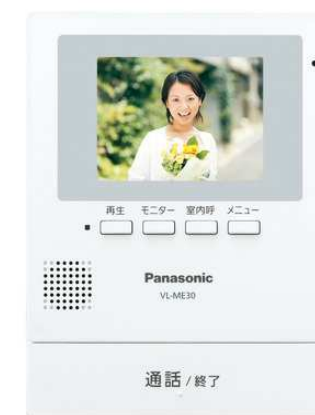 再生 モニター 室内呼 メニュー
Panasonic
VL-ME30
通話 / 終了